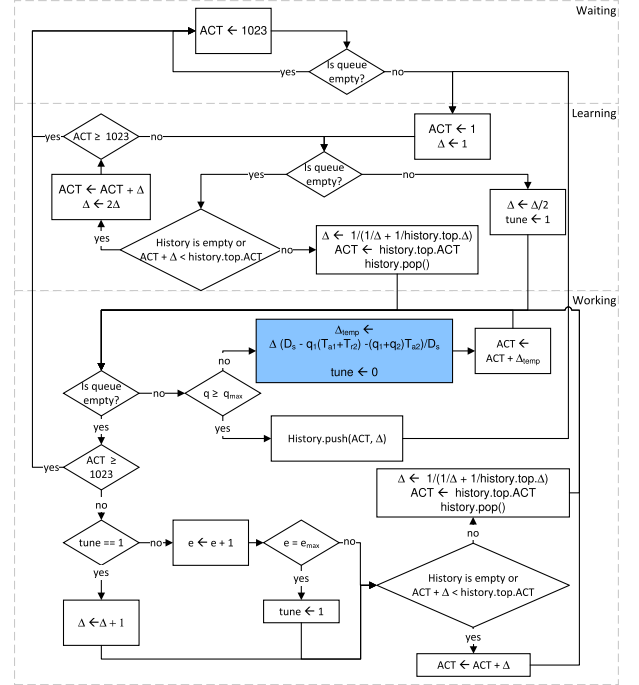 Waiting
ACT ← 1023
Is queue
empty?
yes
no
Learning
ACT ≥ 1023
yes
no
ACT ← 1
Δ ← 1
Is queue
empty?
yes
no
ACT ← ACT + Δ
Δ ← 2Δ
Δ ← Δ/2
tune ← 1
yes
History is empty or
ACT + Δ < history.top.ACT
no
Δ ← 1/(1/Δ + 1/history.top.Δ)
ACT ← history.top.ACT
history.pop()
Working
Δtemp ←
Δ (Ds - q1(Ta1+Tr2) -(q1+q2)Ta2)/Ds
tune ← 0
ACT ←
ACT + Δtemp
no
Is queue
empty?
no
q ≥ qmax
yes
yes
History.push(ACT, Δ)
ACT ≥
1023
yes
no
Δ ← 1/(1/Δ + 1/history.top.Δ)
ACT ← history.top.ACT
history.pop()
no
tune == 1
no
e ← e + 1
e = emax
no
yes
yes
History is empty or
ACT + Δ < history.top.ACT
Δ ←Δ + 1
tune ← 1
yes
ACT ← ACT + Δ